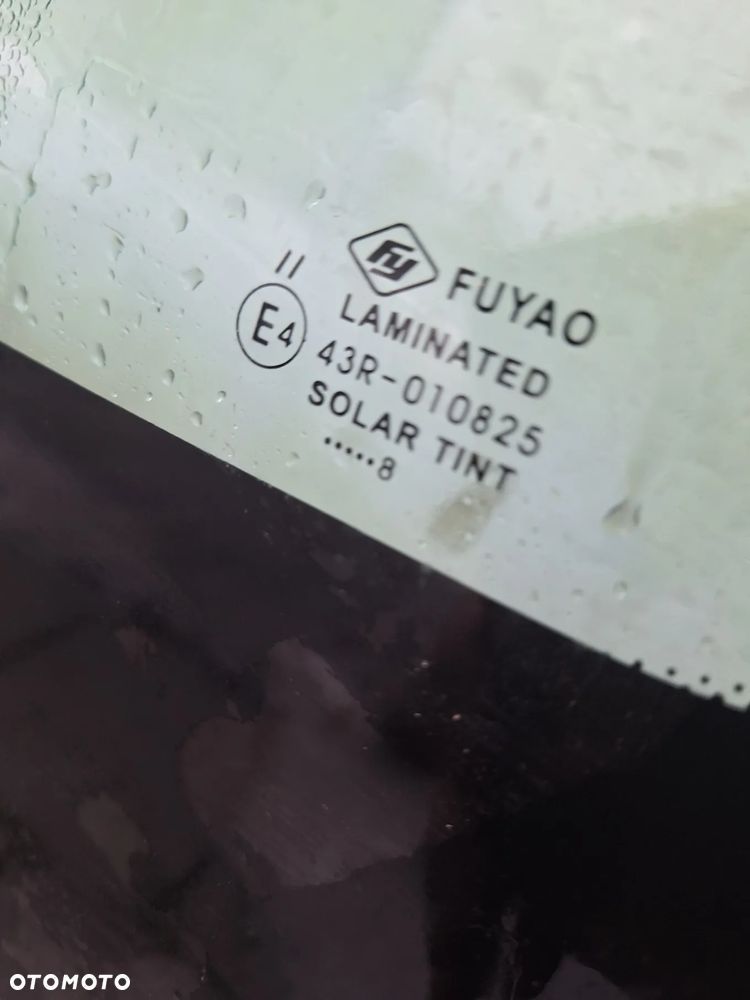 FY FUYAO
II
LAMINATED
E4
43R-010825
SOLAR TINT
.....8
OTOMOTO